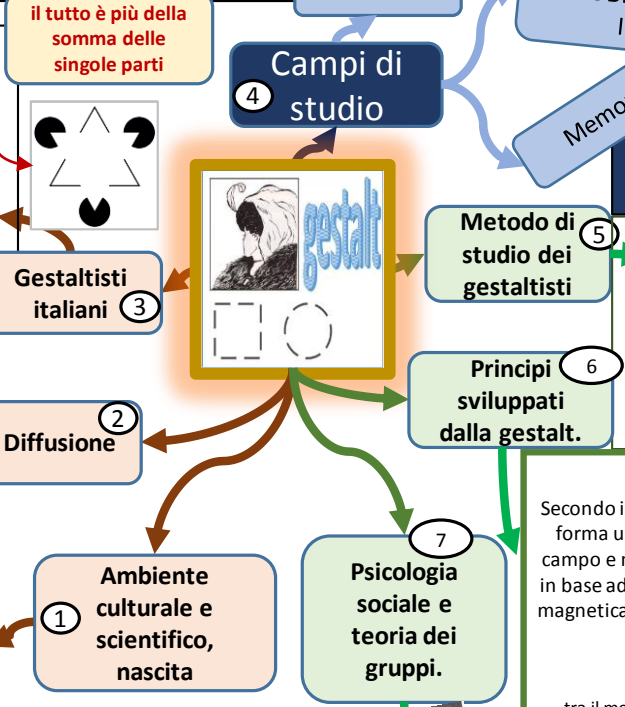 il tutto è più della
somma delle
singole parti
Campi di
4
studio
gestalt
Metodo di
5
studio dei
gestaltisti
Gestaltisti
italiani
3
Principi
6
sviluppati
dalla gestalt.
2
Diffusione
Secondo
forma
campo e
in base ad
7
Psicologia
sociale e
teoria dei
gruppi.
Ambiente
1
culturale e
scientifico,
nascita
tra il